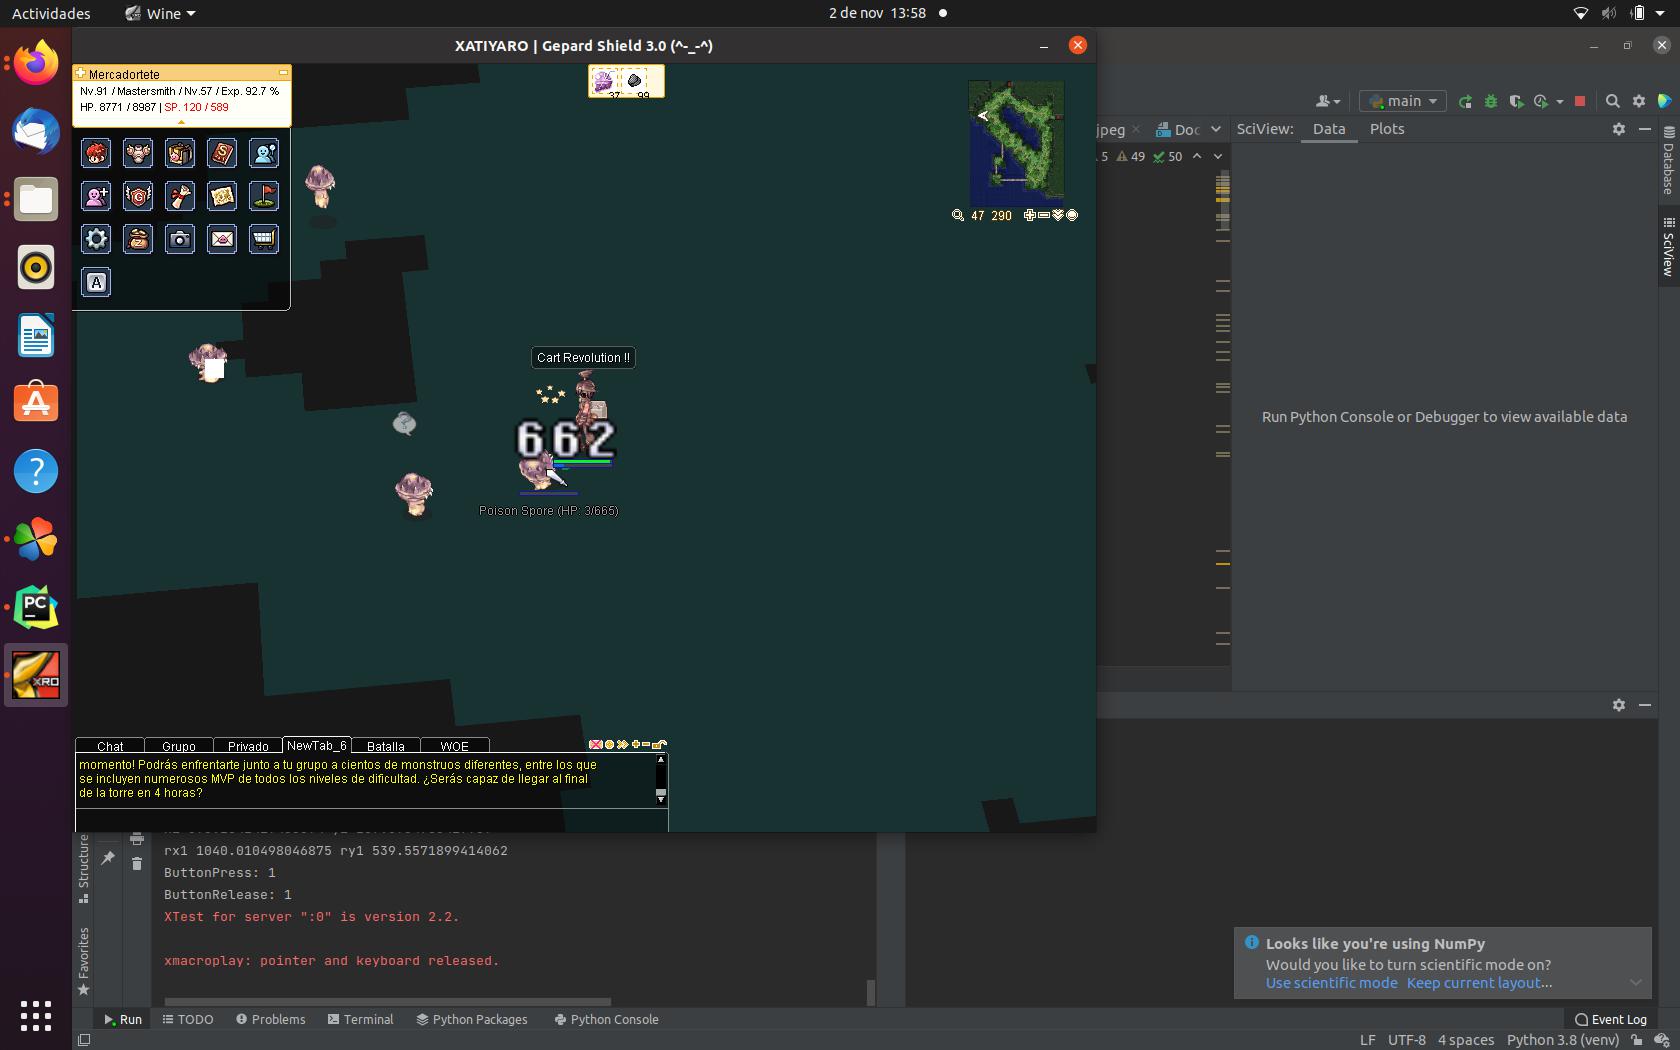 Actividades
Wine
2 de nov 13:58
XATIYARO | Gepard Shield 3.0 (^-_-^)
Mercadortete
Nv.91 / Mastersmith / Nv.57 / Exp. 92.7 %
HP. 8771 / 8987 | SP. 120 / 589
37
99
S
G
A
47 290
Cart Revolution !!
662
Poison Spore (HP: 3/665)
Chat
Grupo
Privado
NewTab_6
Batalla
WOE
momento! Podrás enfrentarte junto a tu grupo a cientos de monstruos diferentes, entre los que
se incluyen numerosos MVP de todos los niveles de dificultad. ¿Serás capaz de llegar al final
de la torre en 4 horas?
main
jpeg
Doc
SciView:
Data
Plots
5
49
50
Database
SciView
Run Python Console or Debugger to view available data
PC
XRO
Structure
Favorites
rx1 1040.010498046875 ry1 539.5571899414062
ButtonPress: 1
ButtonRelease: 1
XTest for server ":0" is version 2.2.
xmacroplay: pointer and keyboard released.
Looks like you're using NumPy
Would you like to turn scientific mode on?
Use scientific mode Keep current layout...
Run
TODO
Problems
Terminal
Python Packages
Python Console
Event Log
LF UTF-8 4 spaces Python 3.8 (venv)